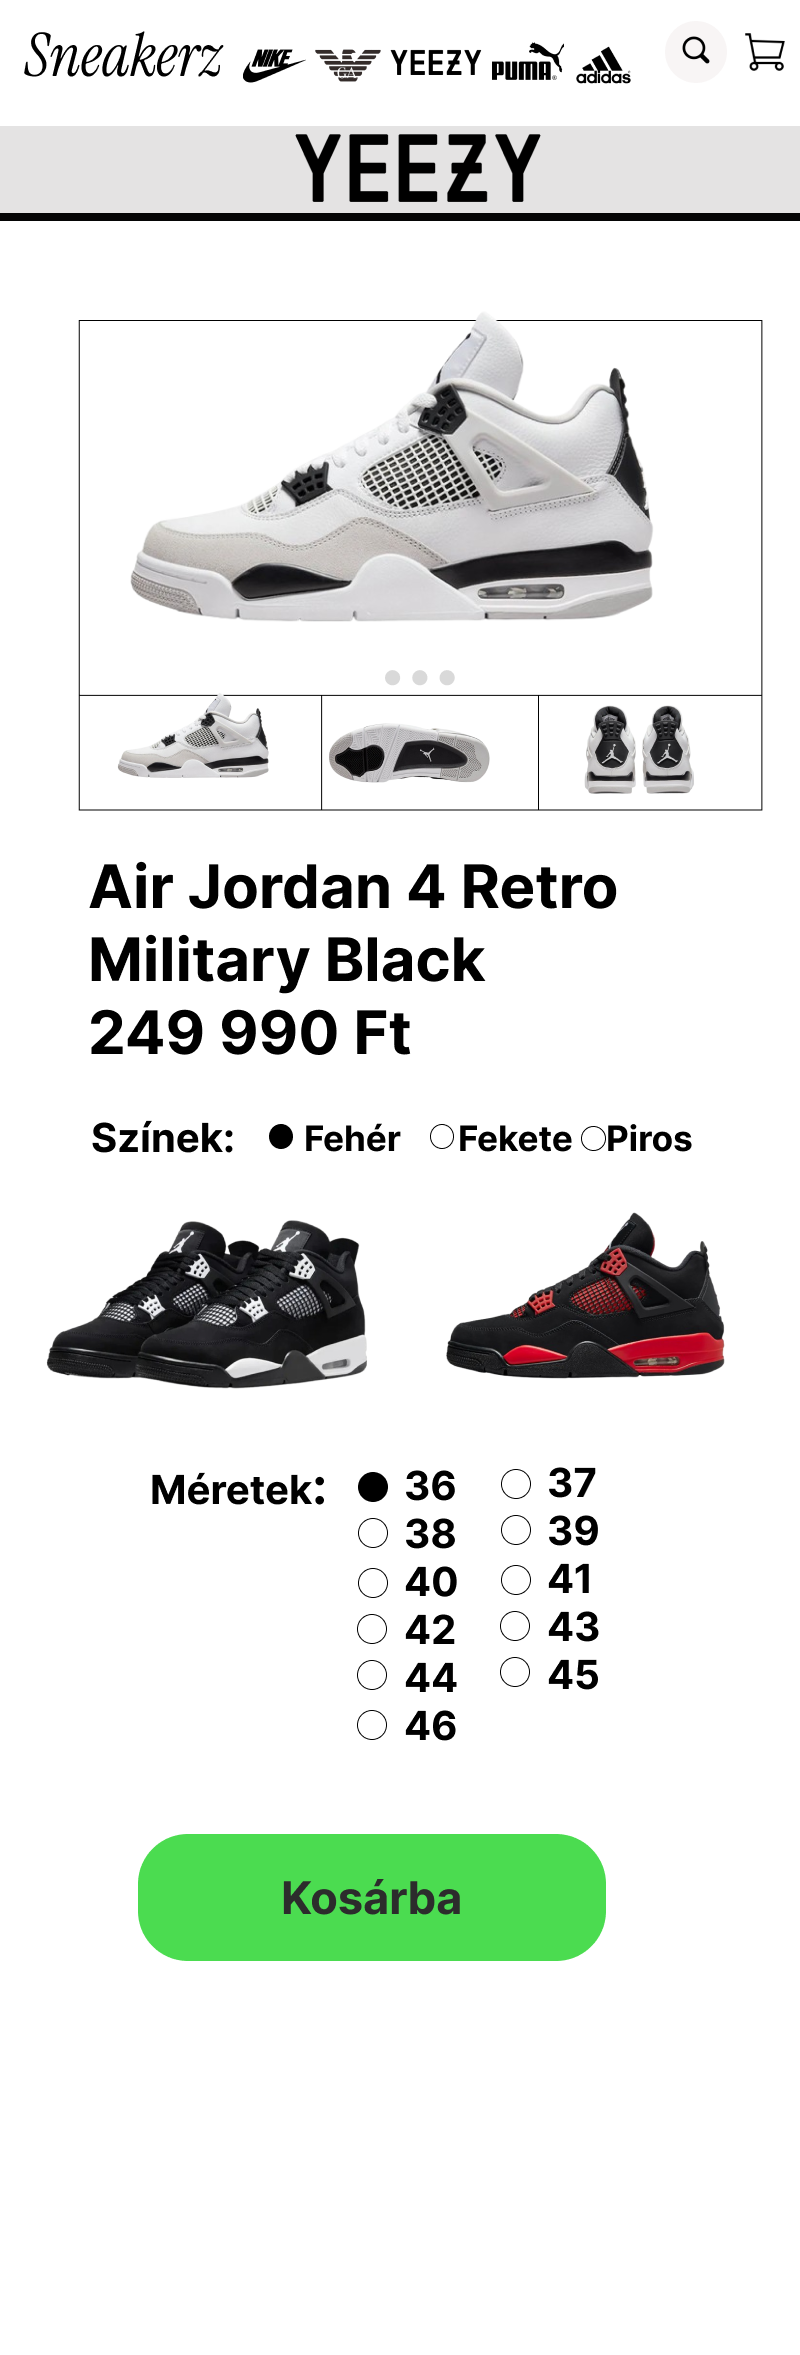 Sneakerz NIKE GA YEEZY PUMA adidas
YEEZY
Air Jordan 4 Retro
Military Black
249 990 Ft
Színek: Fehér Fekete Piros
Méretek: 36 37
38 39
40 41
42 43
44 45
46
Kosárba